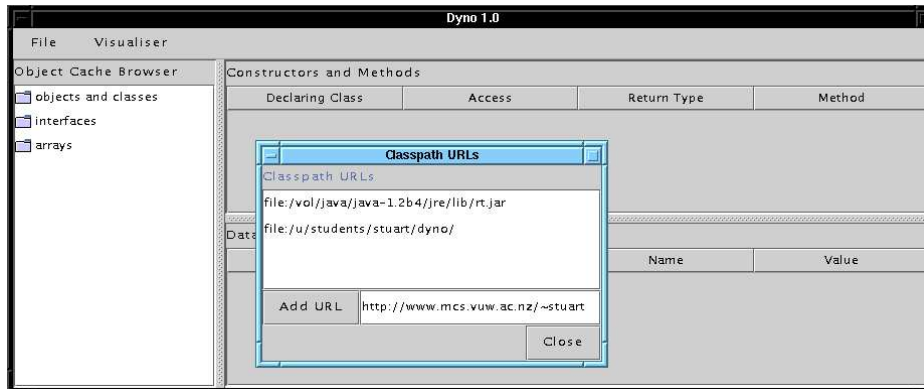 Dyno 1.0
File Visualiser
Object Cache Browser
objects and classes
interfaces
arrays
Constructors and Methods
Declaring Class Access Return Type Method
Classpath URLs
Classpath URLs
file:/vol/java/java-1.2b4/jre/lib/rt.jar
file:/u/students/stuart/dyno/
Add URL http://www.mcs.vuw.ac.nz/~stuart
Close
Data
Name Value